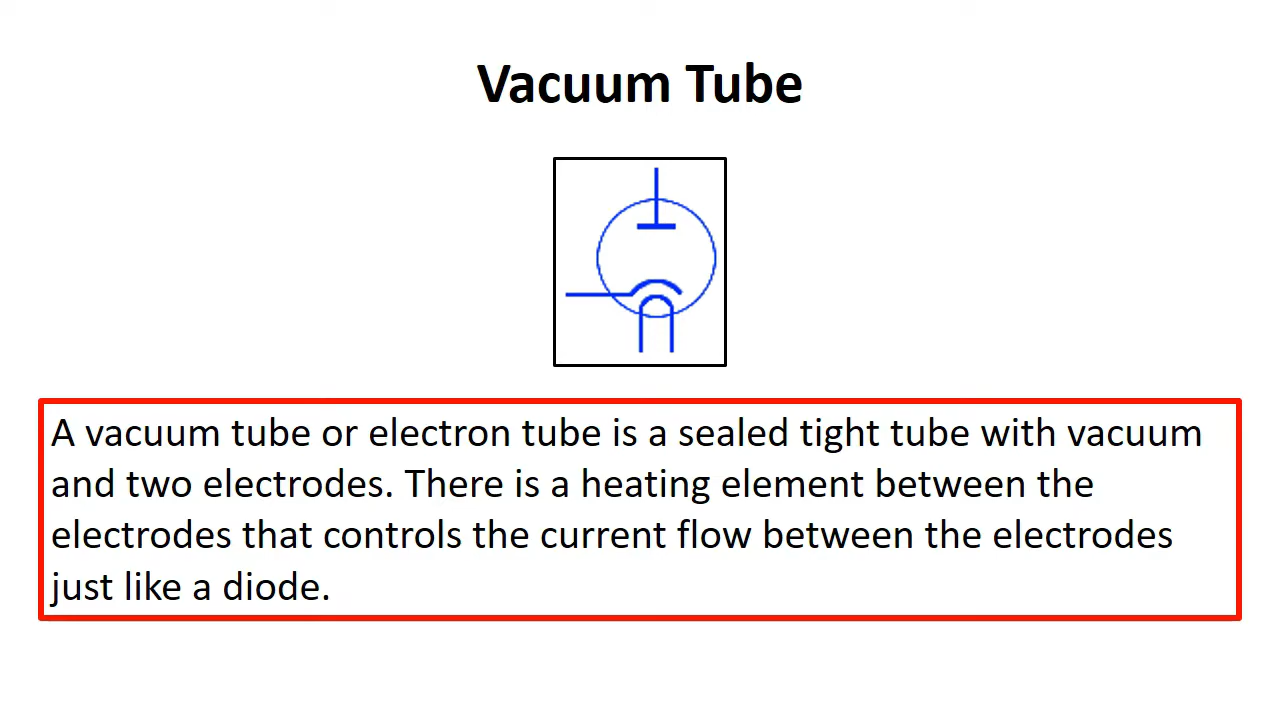 Vacuum Tube
A vacuum tube or electron tube is a sealed tight tube with vacuum
and two electrodes. There is a heating element between the
electrodes that controls the current flow between the electrodes
just like a diode.